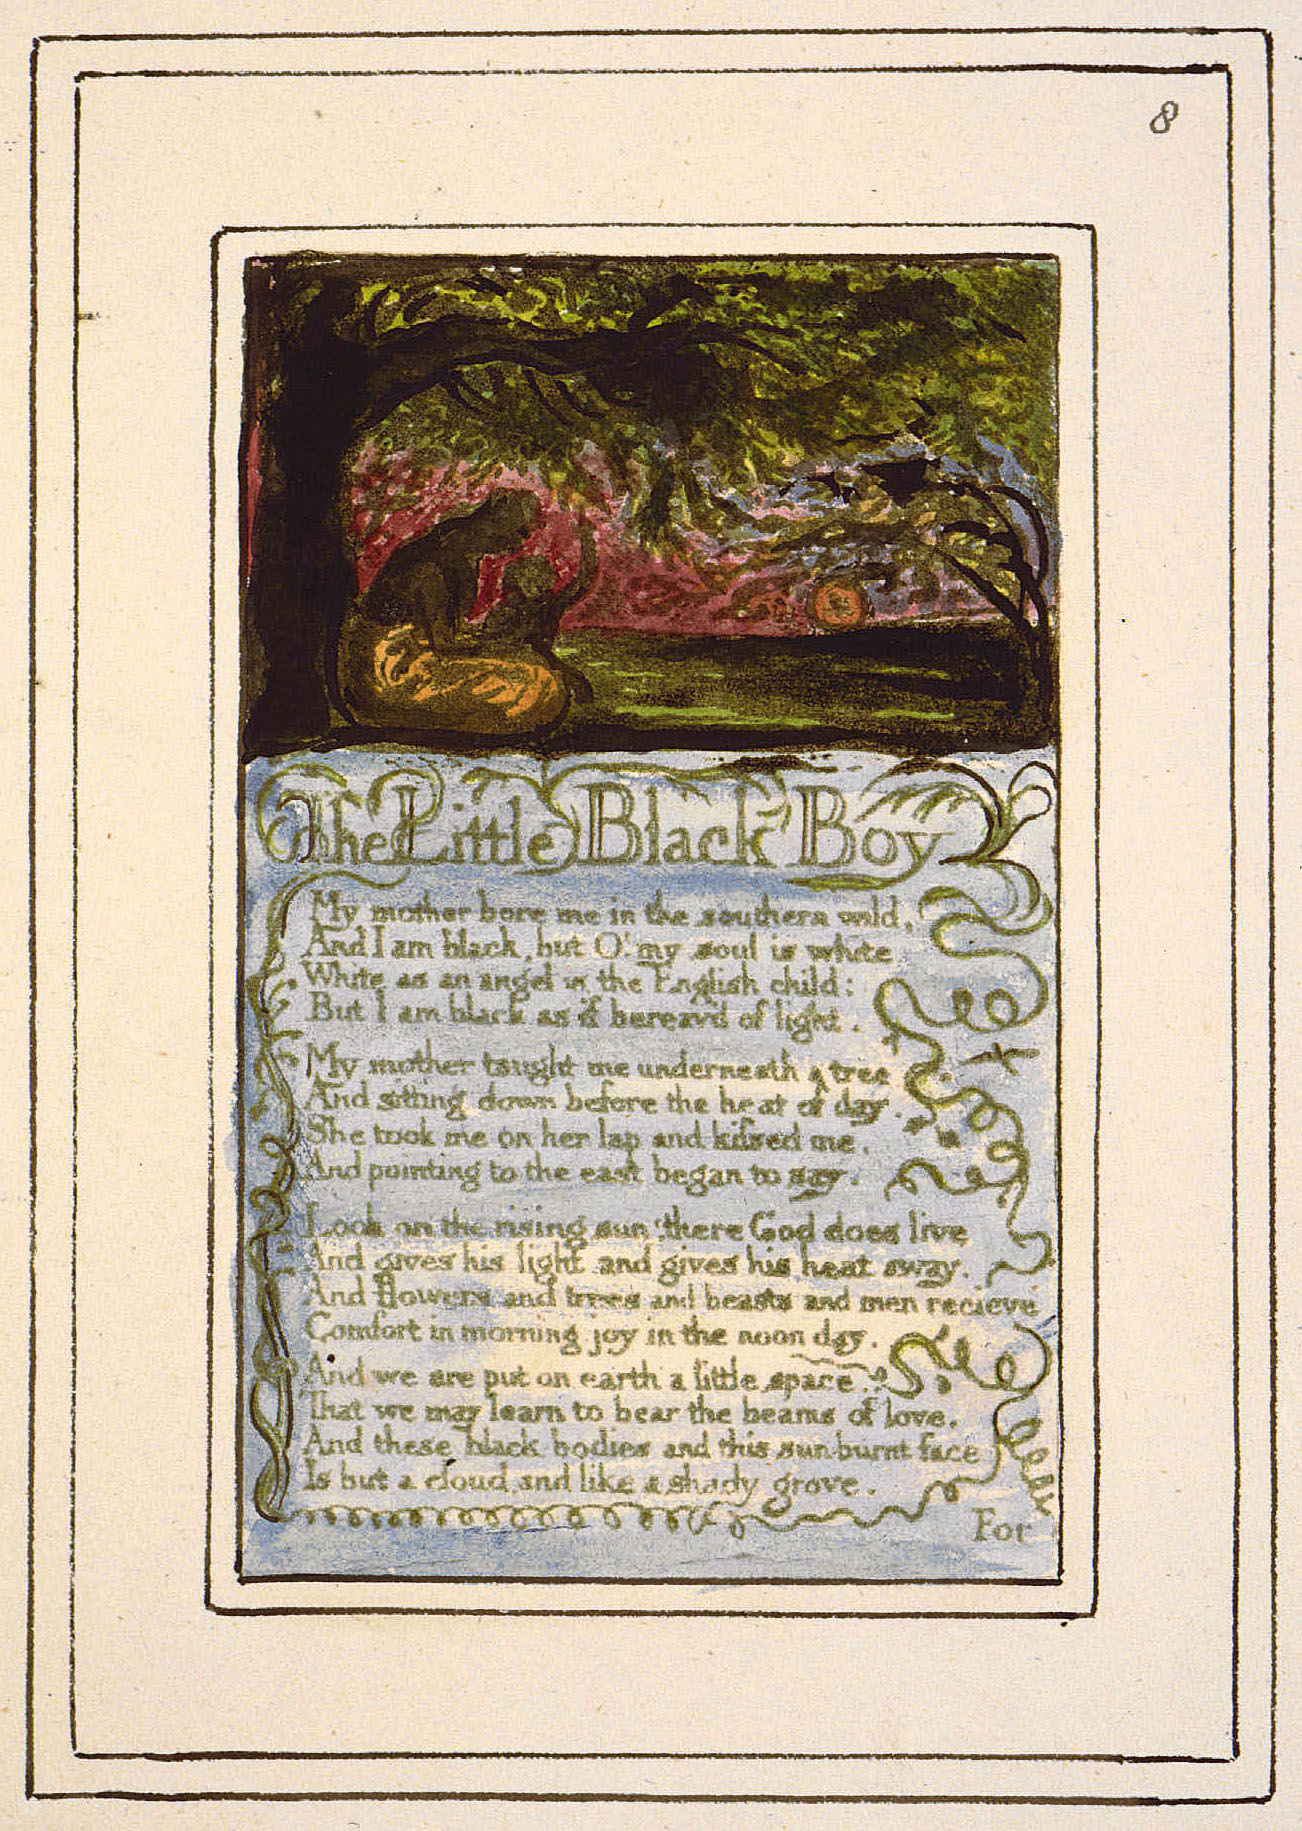 8
The Little Black Boy
My mother bore me in the southern wild,
And I am black, but O! my soul is white
White as an angel is the English child:
But I am black as if bereav'd of light.
My mother taught me underneath a tree
And sitting down before the heat of day.
She took me on her lap and kissed me,
And pointing to the east began to say.
Look on the rising sun: there God does live
And gives his light, and gives his heat away.
And flowers and trees and beasts and men recieve
Comfort in morning joy in the noon day.
And we are put on earth a little space.
That we may learn to bear the beams of love.
And these black bodies and this sun-burnt face
Is but a cloud, and like a shady grove.
For